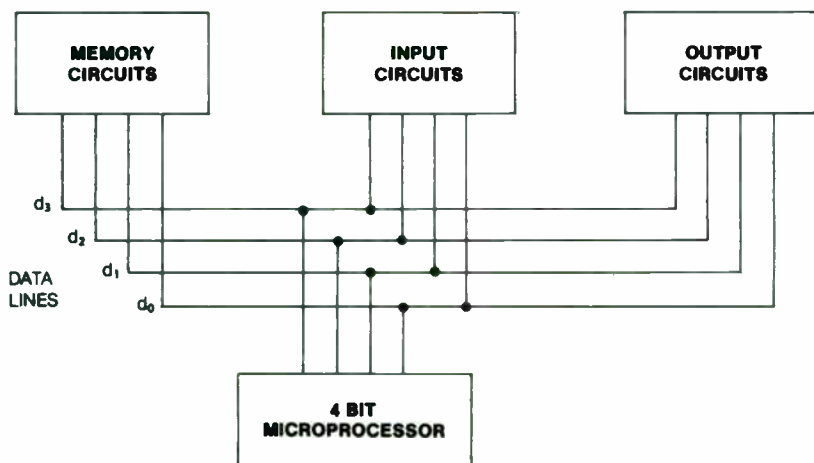 MEMORY
CIRCUITS
INPUT
CIRCUITS
OUTPUT
CIRCUITS
d₃
d₂
d₁
DATA
LINES
d₀
4 BIT
MICROPROCESSOR